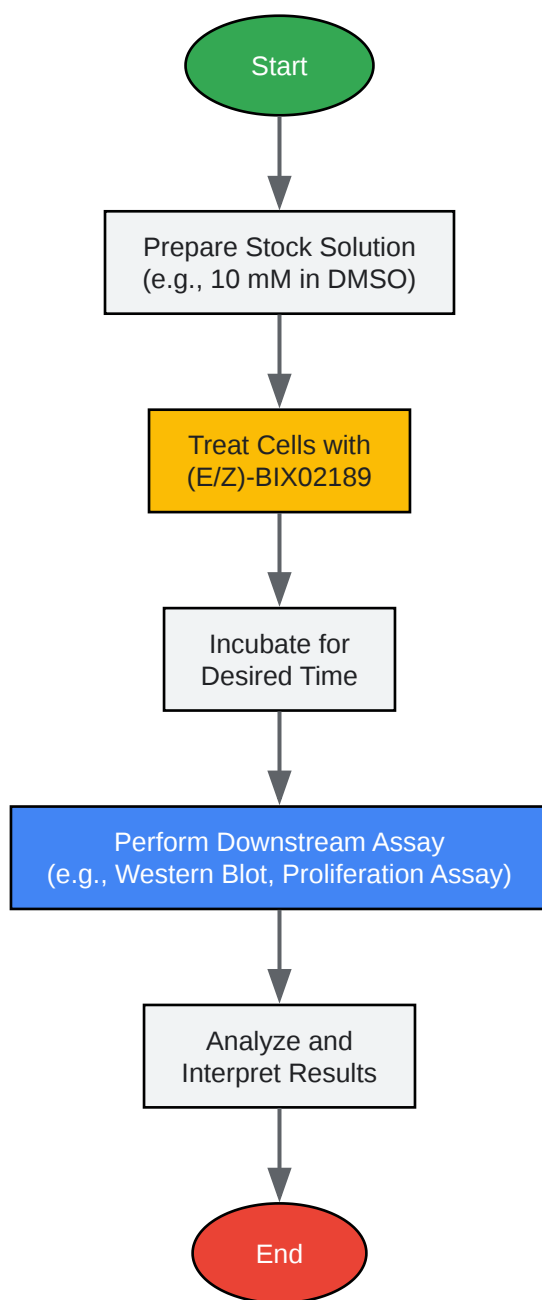 Start
Prepare Stock Solution
(e.g., 10 mM in DMSO)
Treat Cells with
(E/Z)-BIX02189
Incubate for
Desired Time
Perform Downstream Assay
(e.g., Western Blot, Proliferation Assay)
Analyze and
Interpret Results
End